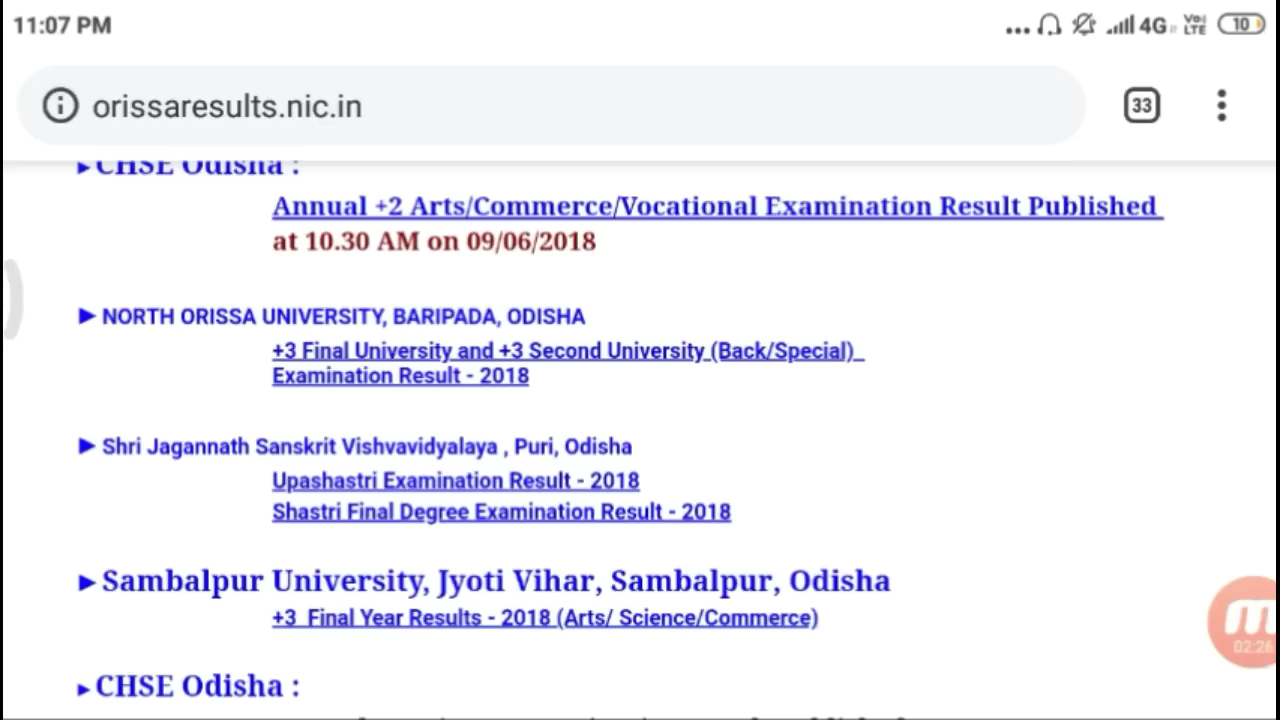 11:07 PM
4G
Vo) LTE
10
orissaresults.nic.in
33
►CHSE Odisha :
Annual +2 Arts/Commerce/Vocational Examination Result Published
at 10.30 AM on 09/06/2018
► NORTH ORISSA UNIVERSITY, BARIPADA, ODISHA
+3 Final University and +3 Second University (Back/Special)
Examination Result - 2018
► Shri Jagannath Sanskrit Vishvavidyalaya , Puri, Odisha
Upashastri Examination Result - 2018
Shastri Final Degree Examination Result - 2018
► Sambalpur University, Jyoti Vihar, Sambalpur, Odisha
+3 Final Year Results - 2018 (Arts/ Science/Commerce)
02:26
►CHSE Odisha :